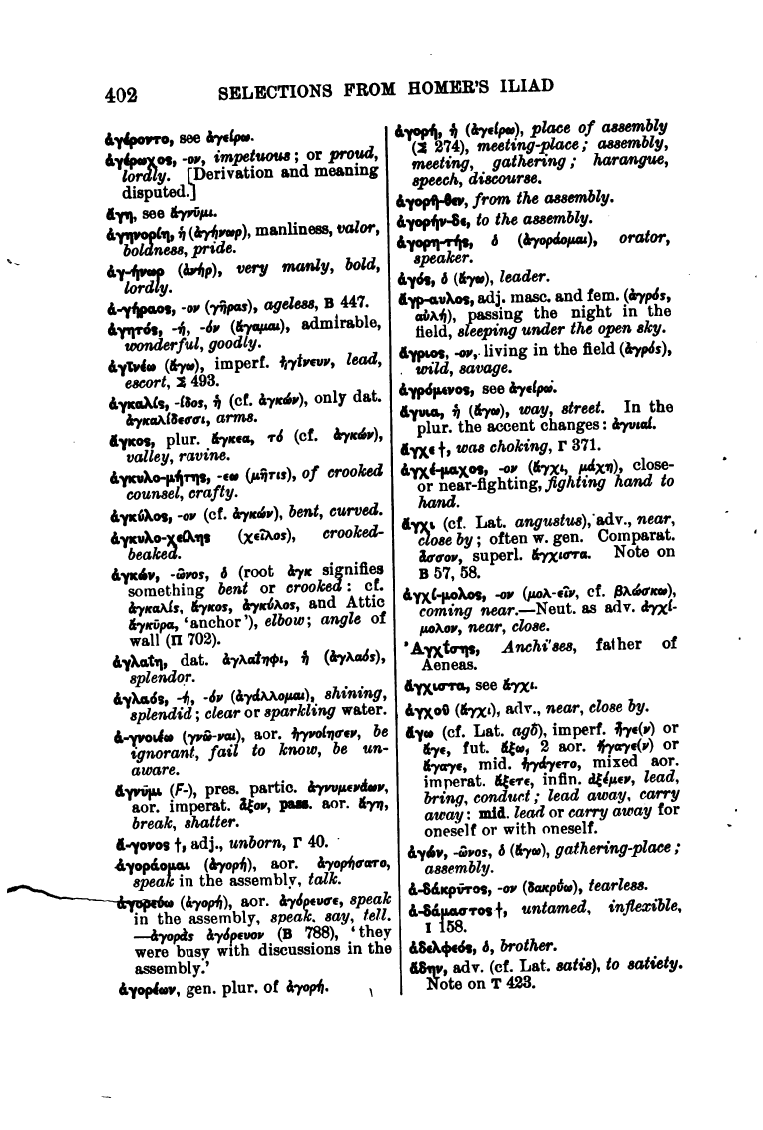 402 SELECTIONS FROM HOMER'S ILIAD
ἀγέροντο, see ἀγείρω.
ἀγέρωχος, -ον, impetuous; or proud,
lordly. [Derivation and meaning
disputed.]
ἄγη, see ἄγνῡμι.
ἀγηνορίη, ἡ (ἀγήνωρ), manliness, valor,
boldness, pride.
ἀγ-ήνωρ (ἀνήρ), very manly, bold,
lordly.
ἀ-γήραος, -ον (γῆρας), ageless, Β 447.
ἀγητός, -ή, -όν (ἄγαμαι), admirable,
wonderful, goodly.
ἀγῑνέω (ἄγω), imperf. ἠγίνευν, lead,
escort, Σ 493.
ἀγκαλίς, -ίδος, ἡ (cf. ἀγκών), only dat.
ἀγκαλίδεσσι, arms.
ἄγκος, plur. ἄγκεα, τό (cf. ἀγκών),
valley, ravine.
ἀγκυλο-μήτης, -εω (μῆτις), of crooked
counsel, crafty.
ἀγκύλος, -ον (cf. ἀγκών), bent, curved.
ἀγκυλο-χείλης (χεῖλος), crooked-
beaked.
ἀγκών, -ῶνος, ὁ (root ἀγκ signifies
something bent or crooked: cf.
ἀγκαλίς, ἄγκος, ἀγκύλος, and Attic
ἄγκῡρα, ‘anchor’), elbow; angle of
wall (Π 702).
ἀγλαΐη, dat. ἀγλαΐηφι, ἡ (ἀγλαός),
splendor.
ἀγλαός, -ή, -όν (ἀγάλλομαι), shining,
splendid; clear or sparkling water.
ἀ-γνοιέω (γνῶ-ναι), aor. ἠγνοίησεν, be
ignorant, fail to know, be un-
aware.
ἄγνῡμι (F-), pres. partic. ἀγνυμενάων,
aor. imperat. ἆξον, pass. aor. ἄγη,
break, shatter.
ἄ-γονος †, adj., unborn, Γ 40.
ἀγοράομαι (ἀγορή), aor. ἀγορήσατο,
speak in the assembly, talk.
ἀγορεύω (ἀγορή), aor. ἀγόρευσε, speak
in the assembly, speak, say, tell.
—ἀγορὰς ἀγόρευον (Β 788), ‘they
were busy with discussions in the
assembly.’
ἀγορέων, gen. plur. of ἀγορή.
ἀγορή, ἡ (ἀγείρω), place of assembly
(Σ 274), meeting-place; assembly,
meeting, gathering; harangue,
speech, discourse.
ἀγορῆ-θεν, from the assembly.
ἀγορήν-δε, to the assembly.
ἀγορη-τής, ὁ (ἀγοράομαι), orator,
speaker.
ἀγός, ὁ (ἄγω), leader.
ἄγρ-αυλος, adj. masc. and fem. (ἀγρός,
αὐλή), passing the night in the
field, sleeping under the open sky.
ἄγριος, -ον, living in the field (ἀγρός),
wild, savage.
ἀγρόμενος, see ἀγείρω.
ἄγυια, ἡ (ἄγω), way, street. In the
plur. the accent changes: ἀγυιαί.
ἄγχε †, was choking, Γ 371.
ἀγχέ-μαχος, -ον (ἄγχι, μάχη), close-
or near-fighting, fighting hand to
hand.
ἄγχι (cf. Lat. angustus), adv., near,
close by; often w. gen. Comparat.
ἆσσον, superl. ἄγχιστα. Note on
Β 57, 58.
ἀγχί-μολος, -ον (μολ-εῖν, cf. βλώσκω),
coming near.—Neut. as adv. ἀγχί-
μολον, near, close.
Ἀγχῑ́σης, Anchi'ses, father of
Aeneas.
ἄγχιστα, see ἄγχι.
ἀγχοῦ (ἄγχι), adv., near, close by.
ἄγω (cf. Lat. agō), imperf. ἦγε(ν) or
ἄγε, fut. ἄξω, 2 aor. ἤγαγε(ν) or
ἄγαγε, mid. ἠγάγετο, mixed aor.
imperat. ἄξετε, infin. ἀξέμεν, lead,
bring, conduct; lead away, carry
away: mid. lead or carry away for
oneself or with oneself.
ἀγών, -ῶνος, ὁ (ἄγω), gathering-place;
assembly.
ἀ-δάκρῡτος, -ον (δακρύω), tearless.
ἀ-δάμαστος †, untamed, inflexible,
Ι 158.
ἀδελφεός, ὁ, brother.
ἄδην, adv. (cf. Lat. satis), to satiety.
Note on Τ 423.